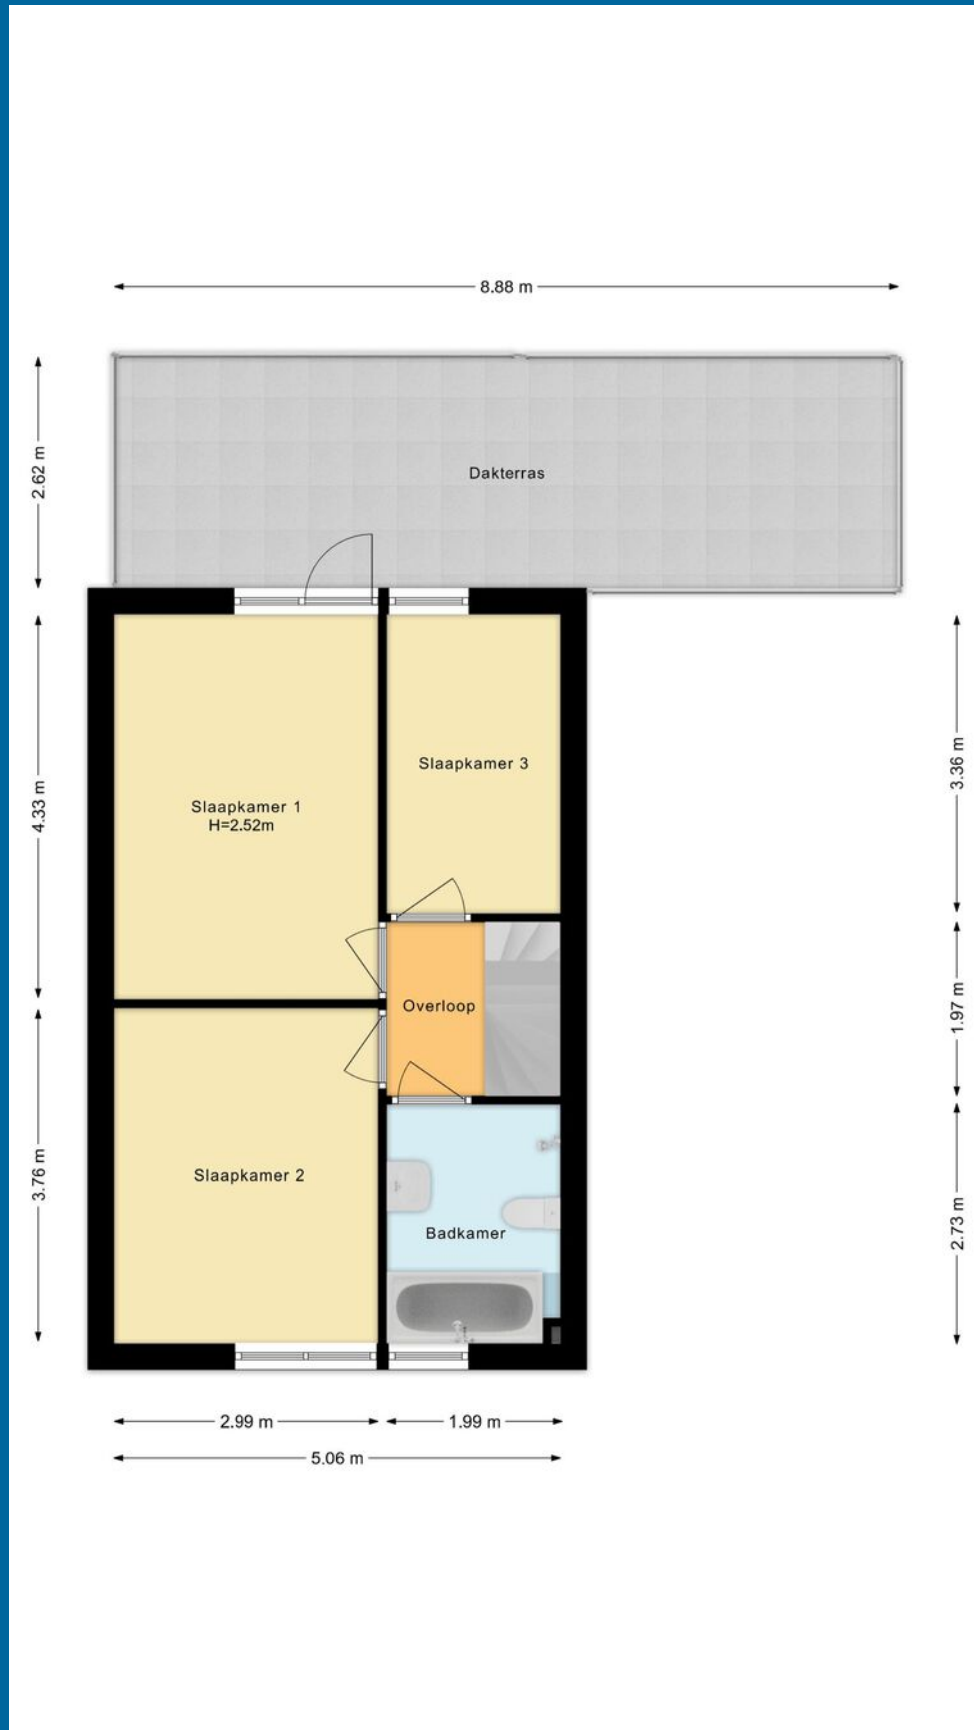 8.88 m
2.62 m
Dakterras
4.33 m
3.36 m
Slaapkamer 3
Slaapkamer 1
H=2.52m
Overloop
1.97 m
3.76 m
Slaapkamer 2
2.73 m
Badkamer
2.99 m
1.99 m
5.06 m